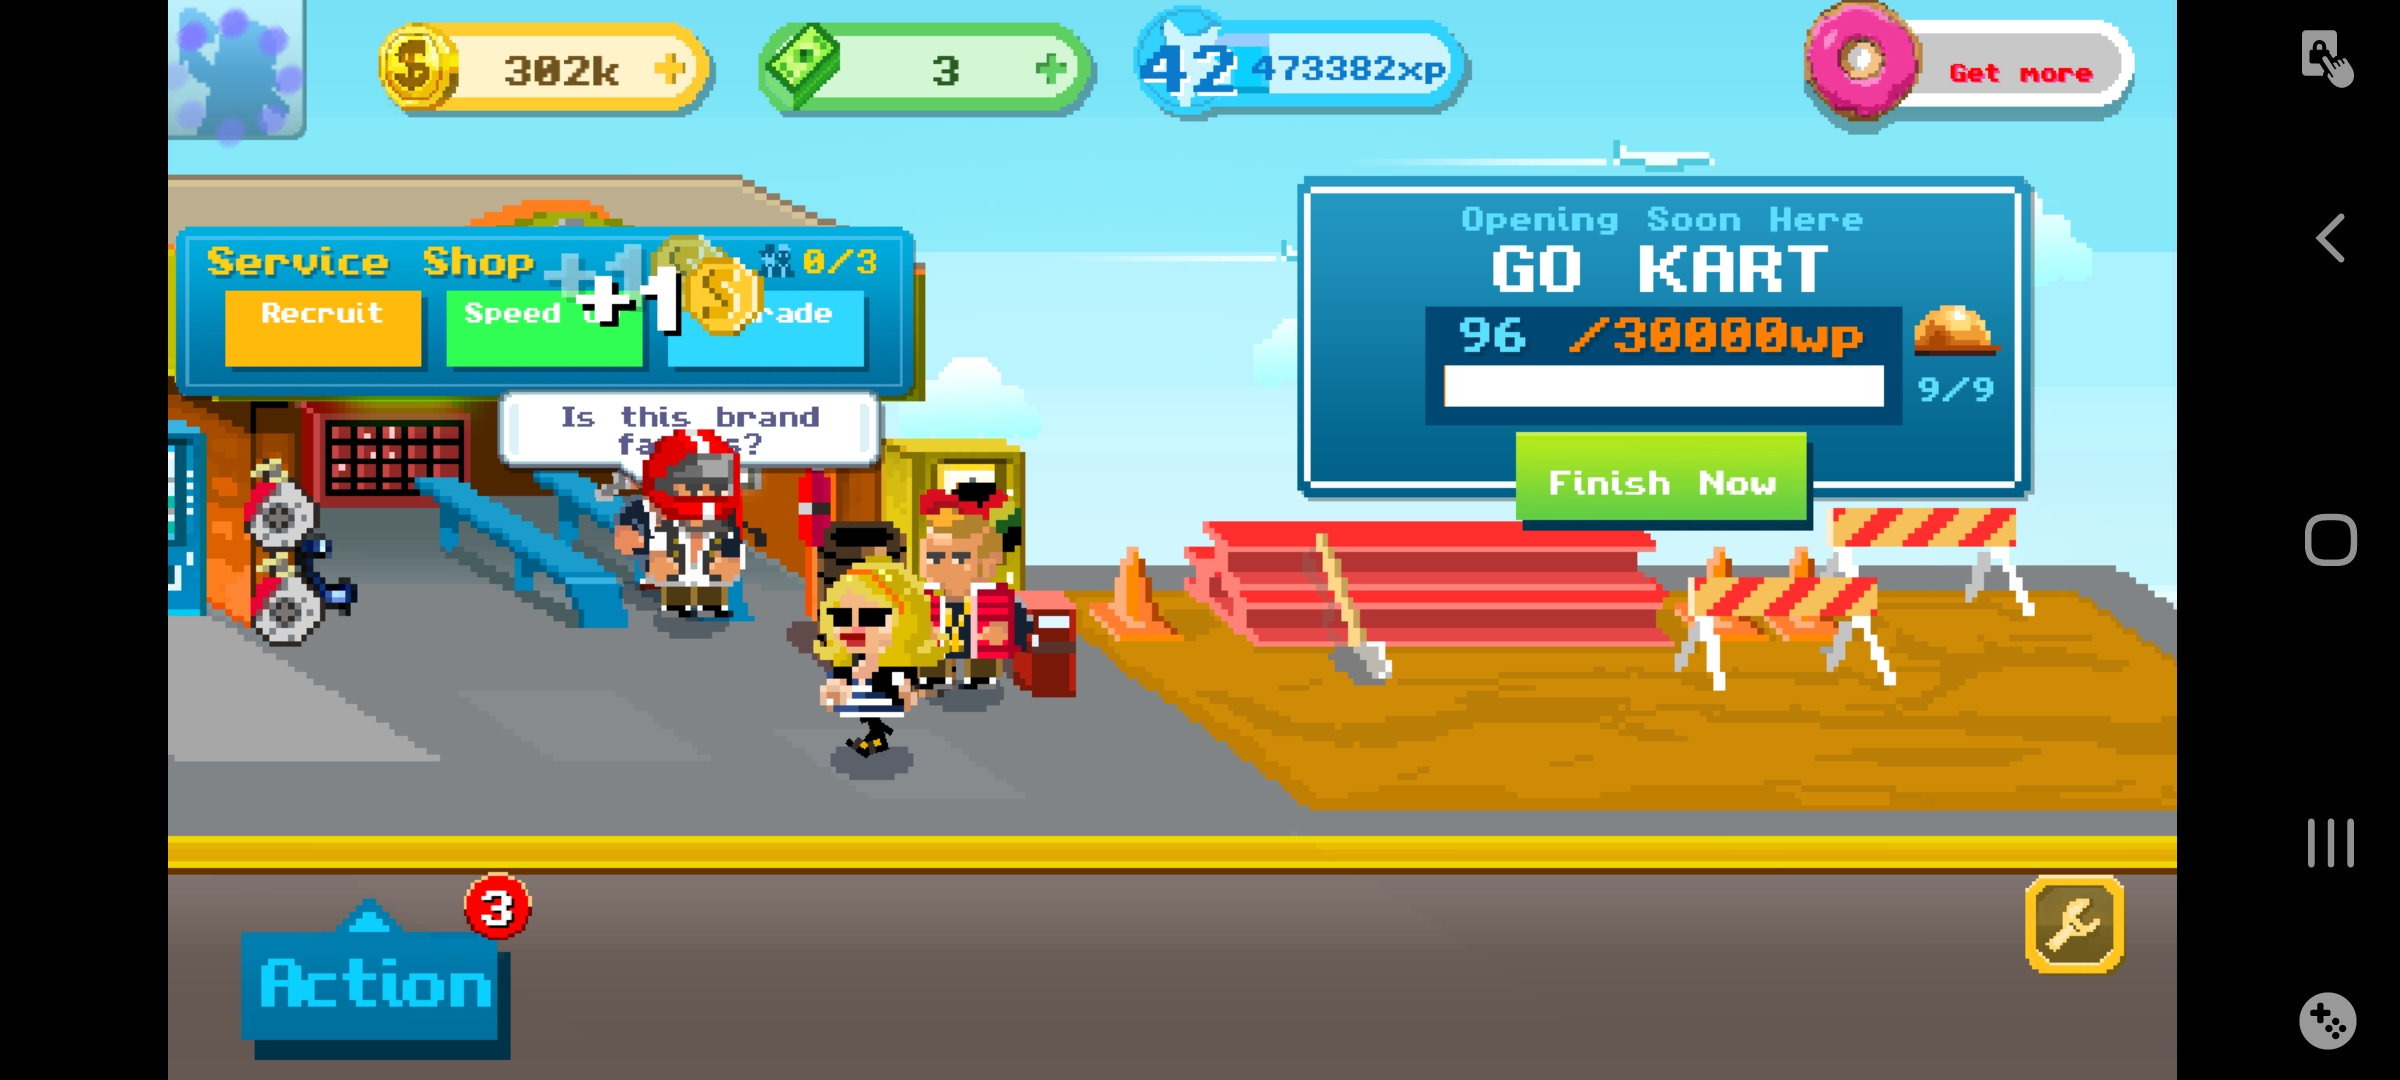 302k
3
42
473382xp
Get more
Service Shop
+1
0/3
Recruit
Speed
+1
Opening Soon Here
GO KART
96 /30000wp
9/9
Finish Now
Is this brand
3
Action